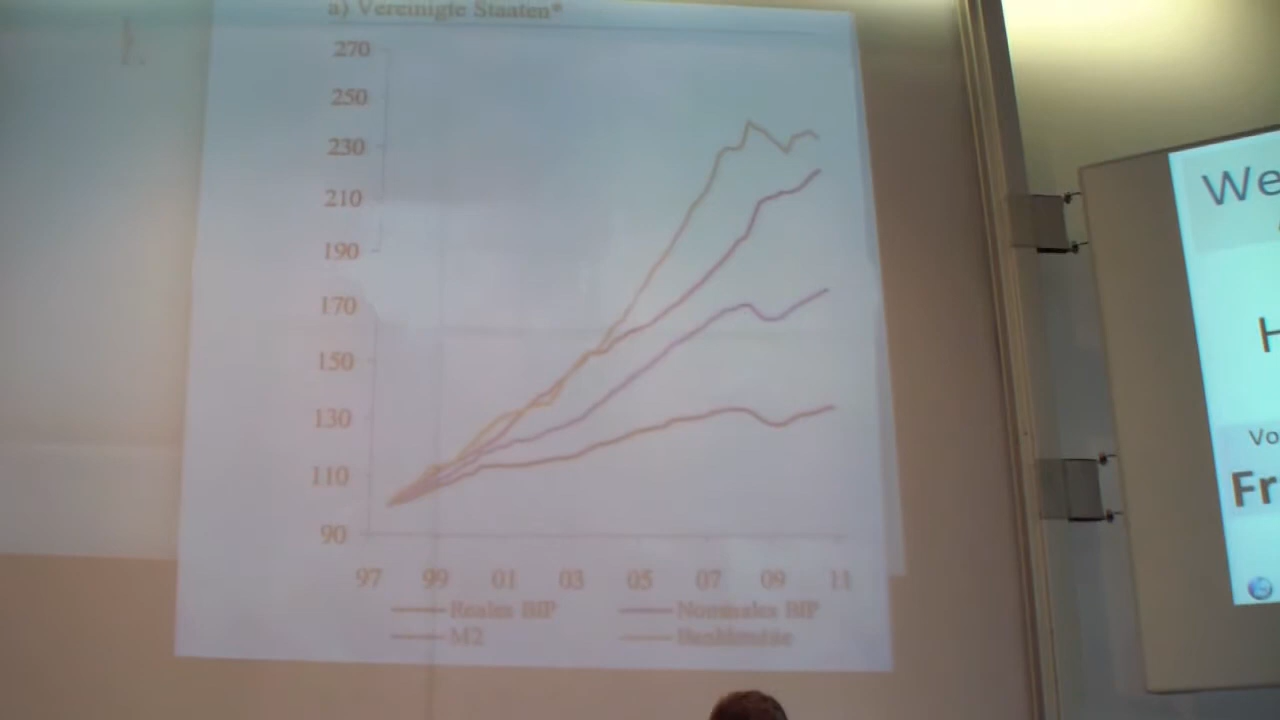 a) Vereinigte Staaten*
270
250
230
210
190
170
150
130
110
90
97 99 01 03 05 07 09 11
Reales BIP Nominales BIP
M2 Bankkredite
We
H
Vo
Fr